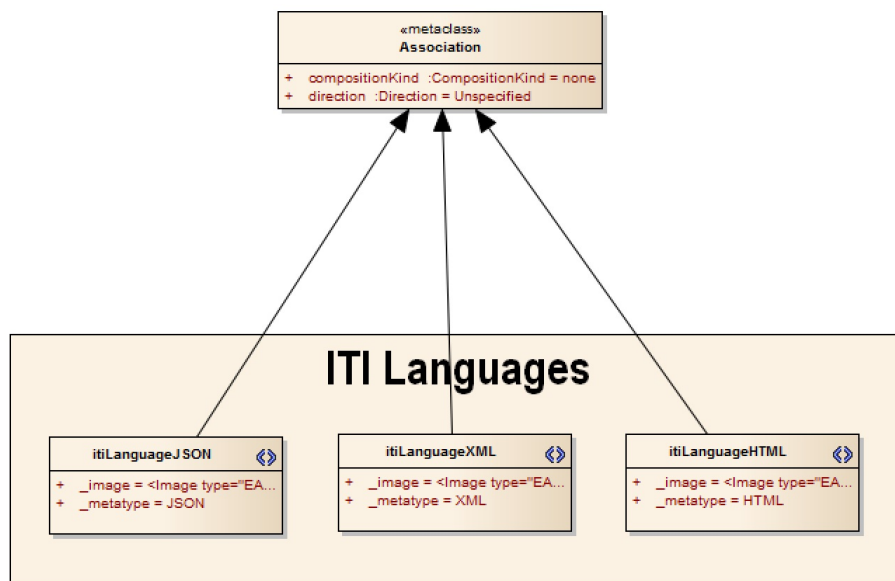 «metaclass»
Association
+ compositionKind :CompositionKind = none
+ direction :Direction = Unspecified
ITI Languages
itiLanguageJSON
+ _image = <Image type="EA...
+ _metatype = JSON
itiLanguageXML
+ _image = <Image type="EA...
+ _metatype = XML
itiLanguageHTML
+ _image = <Image type="EA...
+ _metatype = HTML